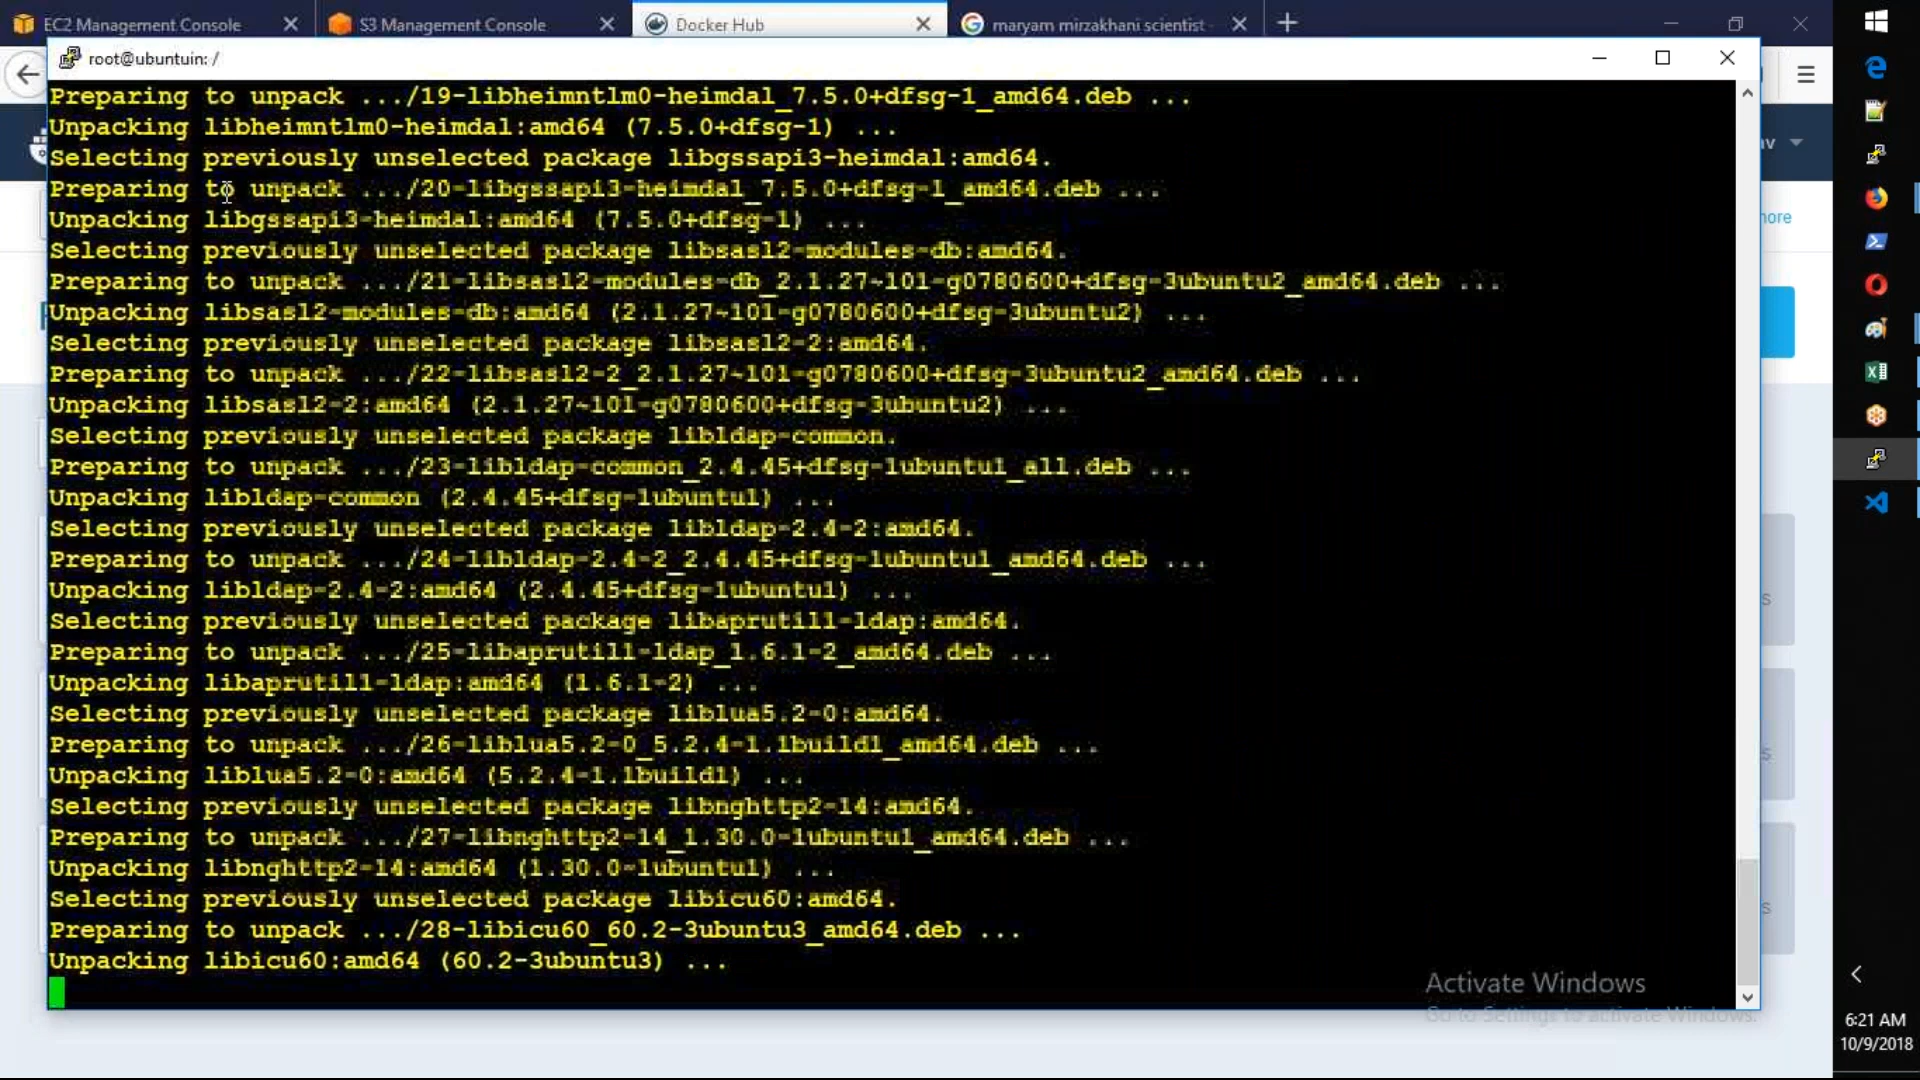 EC2 Management Console
S3 Management Console
Docker Hub
maryam mirzakhani scientist -
root@ubuntuin: /
Preparing to unpack .../19-libheimntlm0-heimdal_7.5.0+dfsg-1_amd64.deb ...
Unpacking libheimntlm0-heimdal:amd64 (7.5.0+dfsg-1) ...
Selecting previously unselected package libgssapi3-heimdal:amd64.
Preparing to unpack .../20-libgssapi3-heimdal_7.5.0+dfsg-1_amd64.deb ...
Unpacking libgssapi3-heimdal:amd64 (7.5.0+dfsg-1) ...
Selecting previously unselected package libsasl2-modules-db:amd64.
Preparing to unpack .../21-libsasl2-modules-db_2.1.27~101-g0780600+dfsg-3ubuntu2_amd64.deb ...
Unpacking libsasl2-modules-db:amd64 (2.1.27~101-g0780600+dfsg-3ubuntu2) ...
Selecting previously unselected package libsasl2-2:amd64.
Preparing to unpack .../22-libsasl2-2_2.1.27~101-g0780600+dfsg-3ubuntu2_amd64.deb ...
Unpacking libsasl2-2:amd64 (2.1.27~101-g0780600+dfsg-3ubuntu2) ...
Selecting previously unselected package libldap-common.
Preparing to unpack .../23-libldap-common_2.4.45+dfsg-1ubuntu1_all.deb ...
Unpacking libldap-common (2.4.45+dfsg-1ubuntu1) ...
Selecting previously unselected package libldap-2.4-2:amd64.
Preparing to unpack .../24-libldap-2.4-2_2.4.45+dfsg-1ubuntu1_amd64.deb ...
Unpacking libldap-2.4-2:amd64 (2.4.45+dfsg-1ubuntu1) ...
Selecting previously unselected package libaprutil1-ldap:amd64.
Preparing to unpack .../25-libaprutil1-ldap_1.6.1-2_amd64.deb ...
Unpacking libaprutil1-ldap:amd64 (1.6.1-2) ...
Selecting previously unselected package liblua5.2-0:amd64.
Preparing to unpack .../26-liblua5.2-0_5.2.4-1.1build1_amd64.deb ...
Unpacking liblua5.2-0:amd64 (5.2.4-1.1build1) ...
Selecting previously unselected package libnghttp2-14:amd64.
Preparing to unpack .../27-libnghttp2-14_1.30.0-1ubuntu1_amd64.deb ...
Unpacking libnghttp2-14:amd64 (1.30.0-1ubuntu1) ...
Selecting previously unselected package libicu60:amd64.
Preparing to unpack .../28-libicu60_60.2-3ubuntu3_amd64.deb ...
Unpacking libicu60:amd64 (60.2-3ubuntu3) ...
Activate Windows
Go to Settings to activate Windows.
6:21 AM
10/9/2018